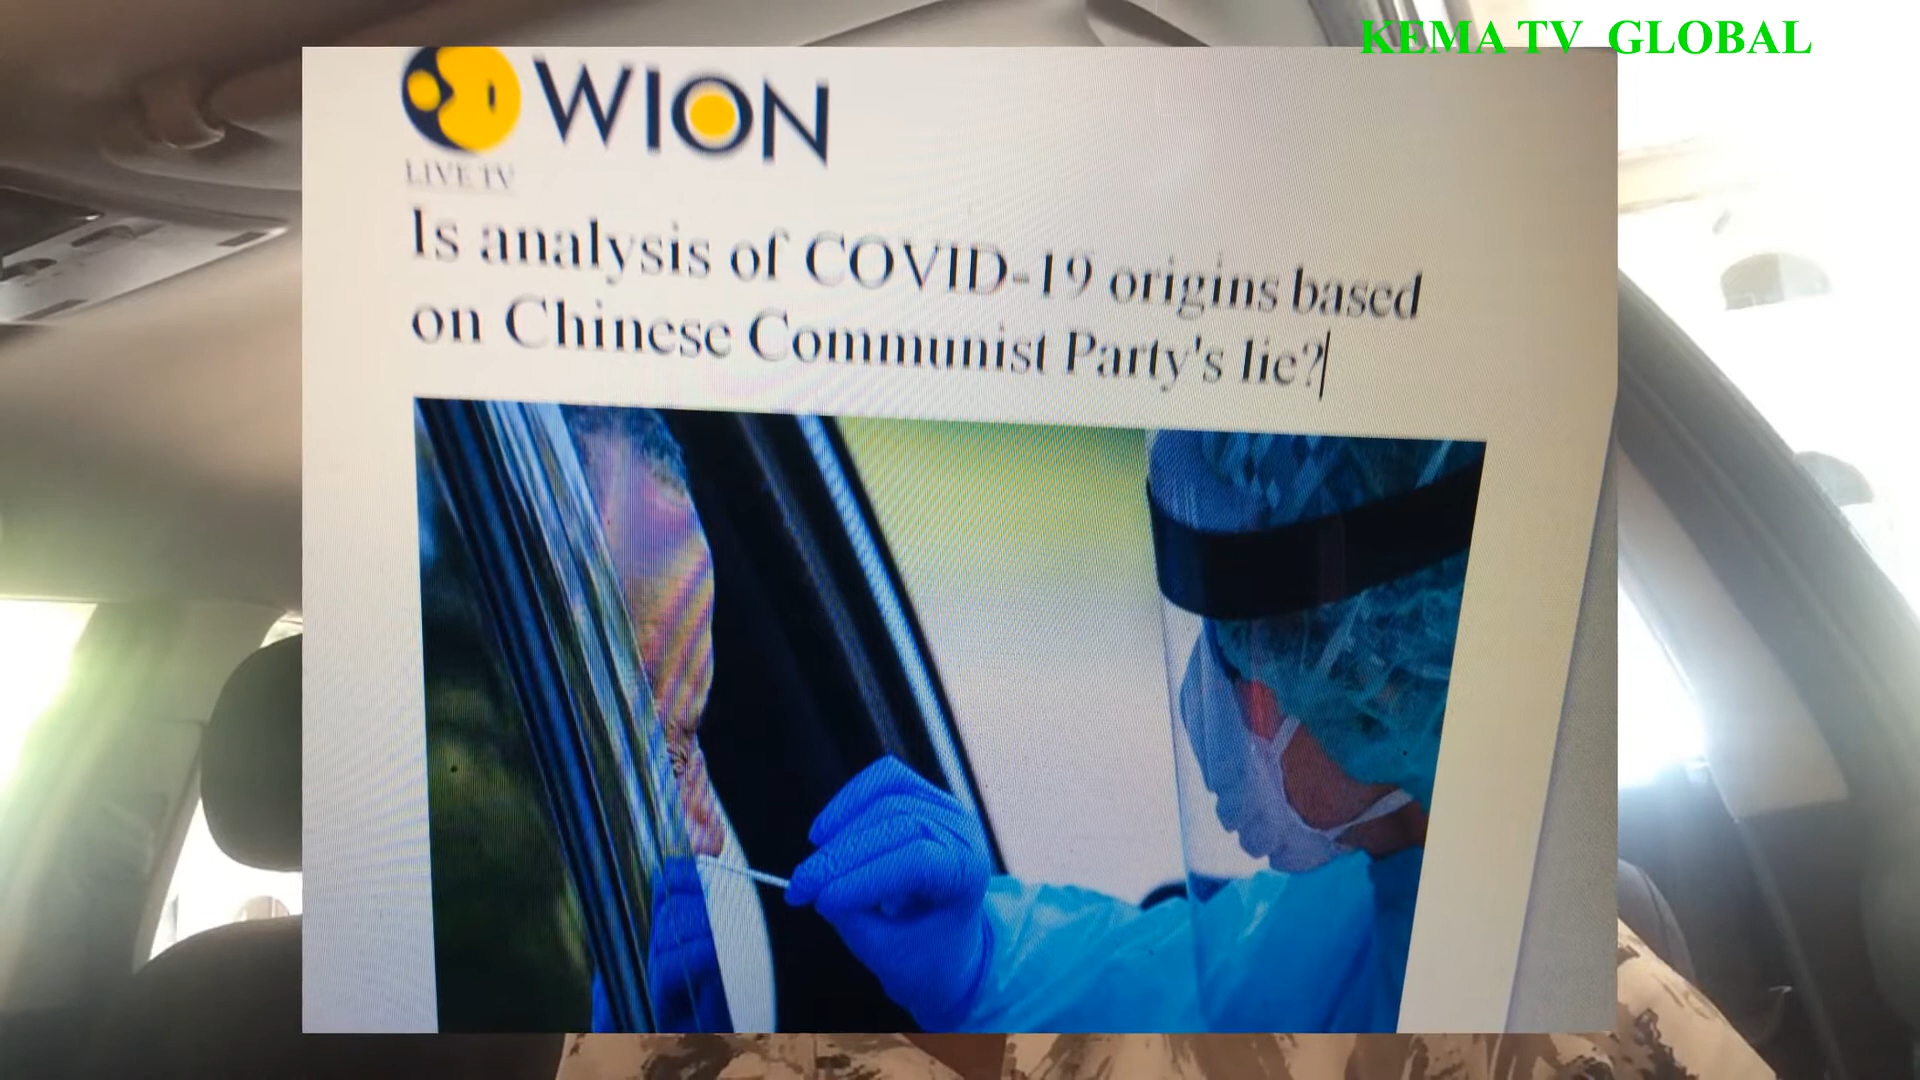 KEMA TV GLOBAL
WION
LIVE TV
Is analysis of COVID-19 origins based
on Chinese Communist Party's lie?